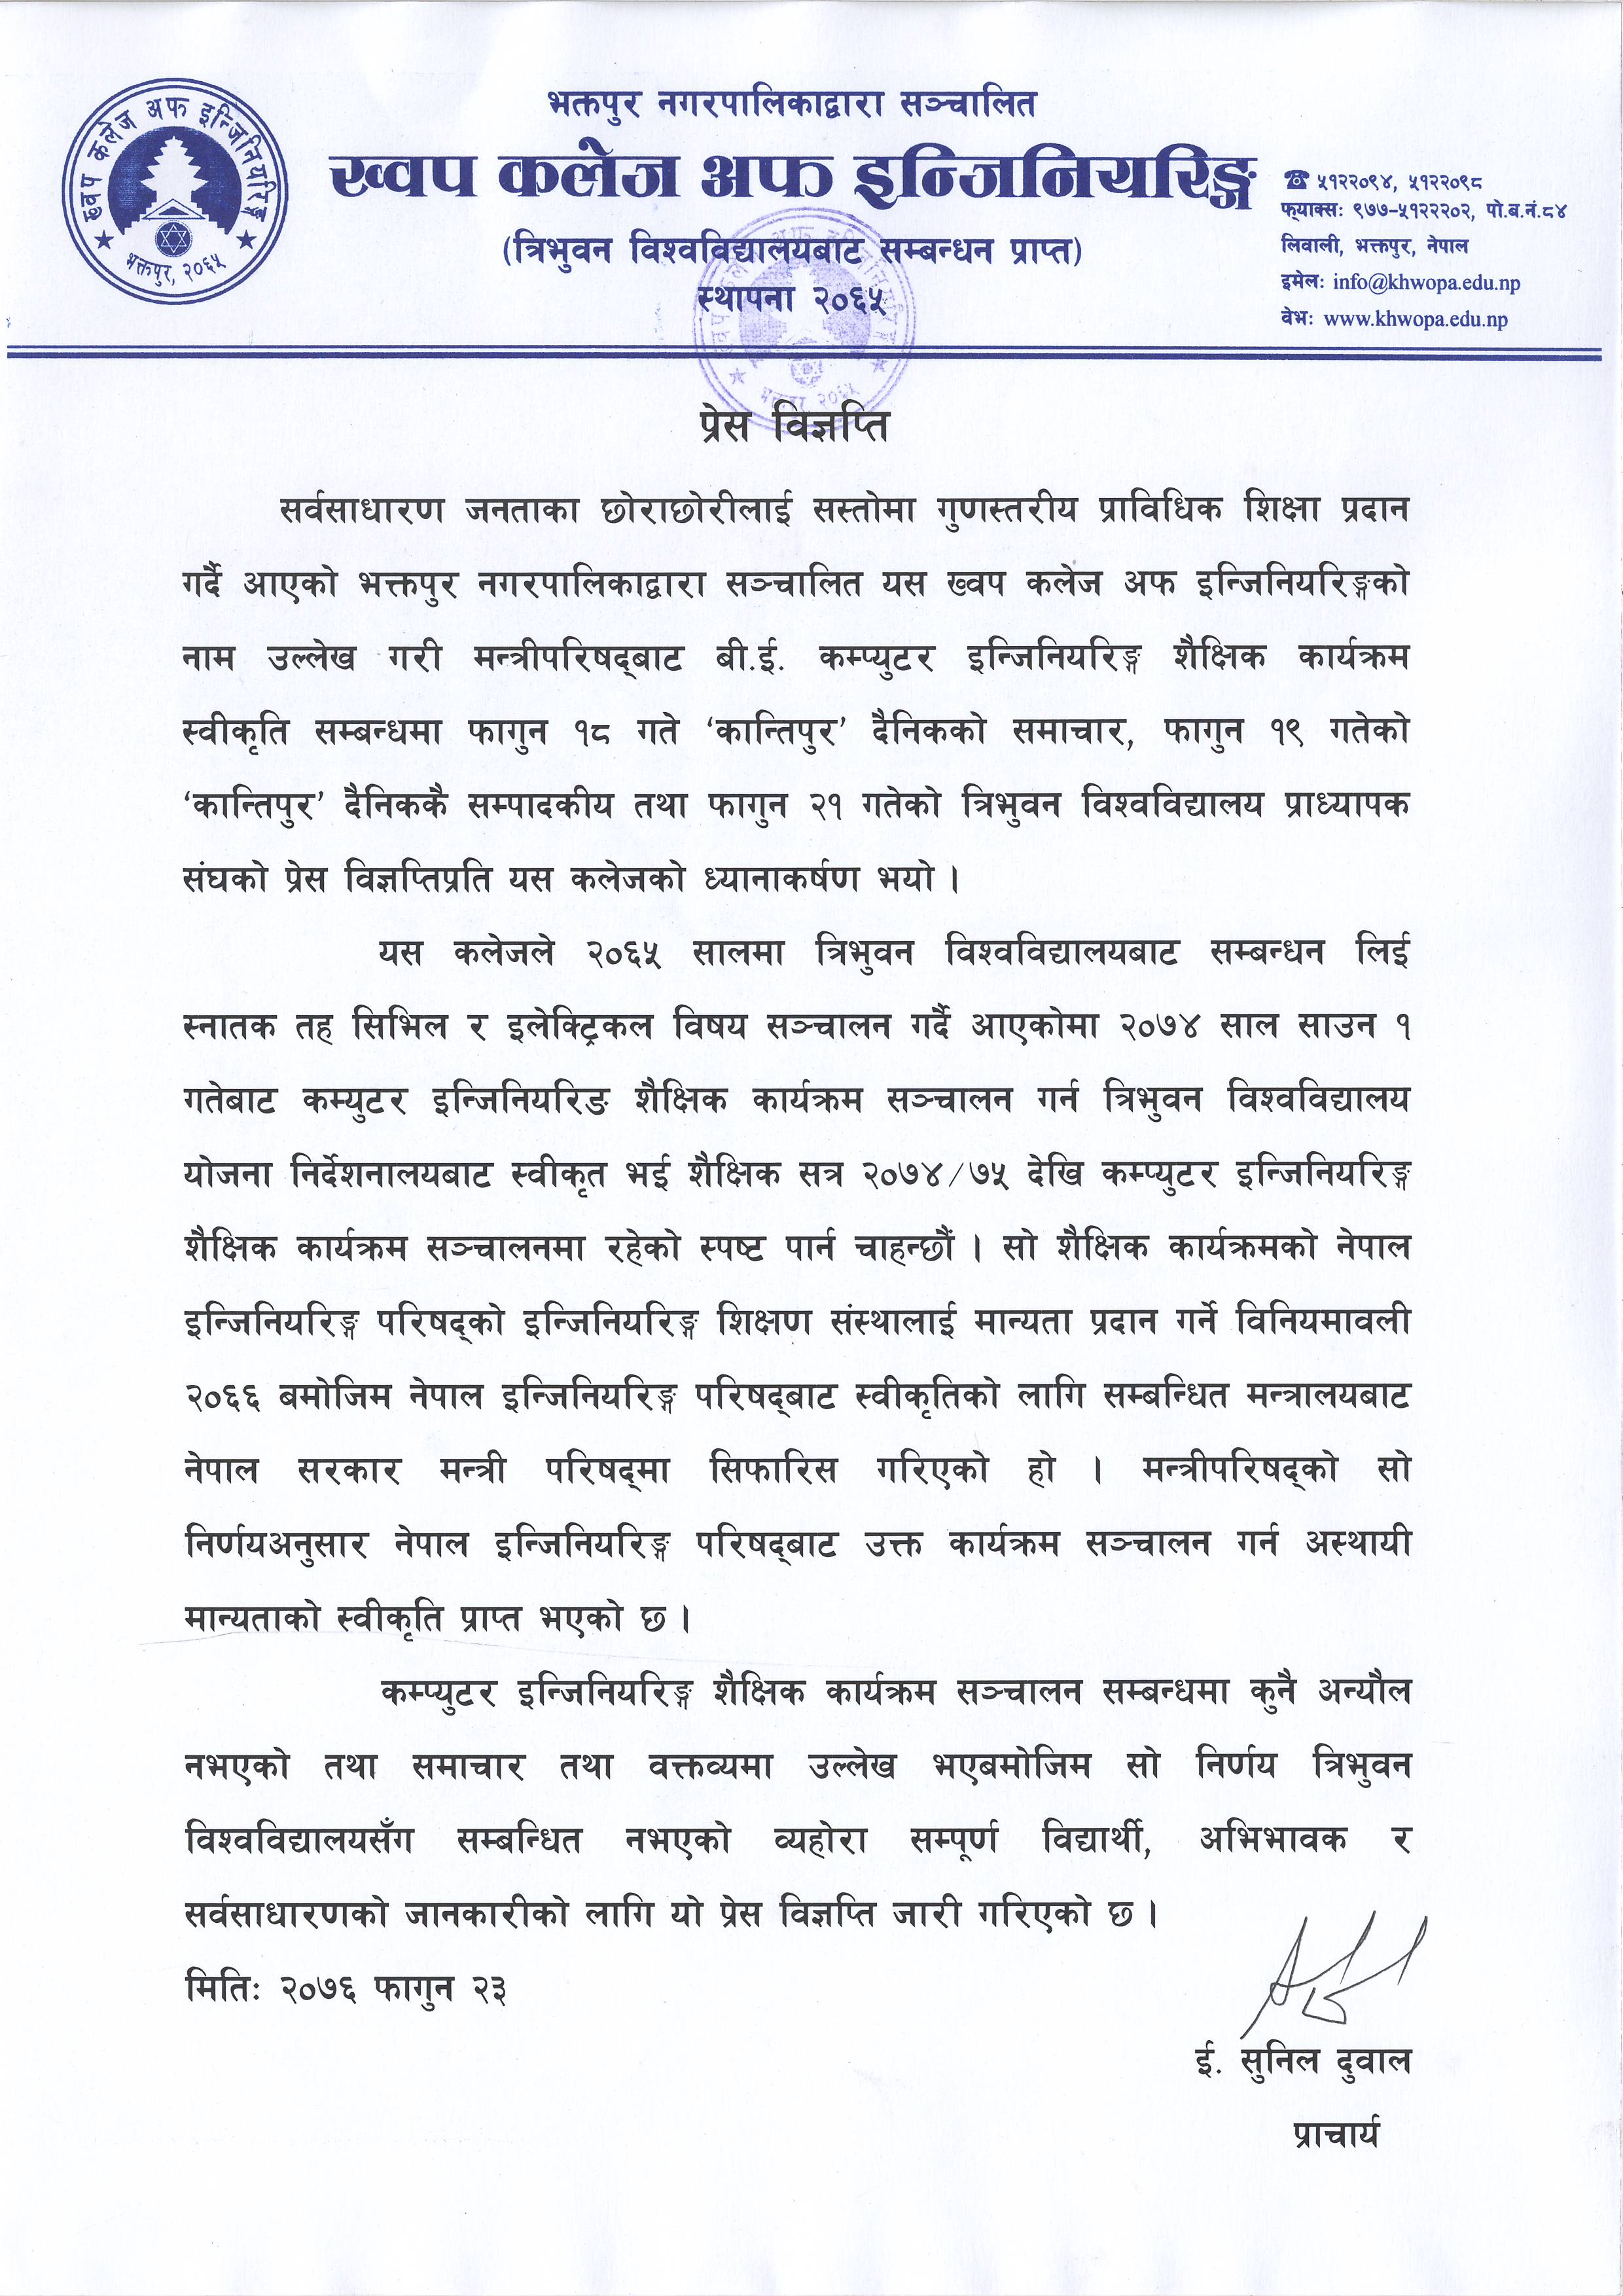 ख्वप कलेज अफ इन्जिनियरिङ्ग
भक्तपुर, २०६५
भक्तपुर नगरपालिकाद्वारा सञ्चालित
ख्वप कलेज अफ इन्जिनियरिङ्ग
(त्रिभुवन विश्वविद्यालयबाट सम्बन्धन प्राप्त)
स्थापना २०६५
☎ ५१२२०९४, ५१२२०९८
फ्याक्स: ९७७-५१२२२०२, पो.ब.नं.८४
लिवाली, भक्तपुर, नेपाल
इमेल: info@khwopa.edu.np
वेभ: www.khwopa.edu.np
प्रेस विज्ञप्ति
सर्वसाधारण जनताका छोराछोरीलाई सस्तोमा गुणस्तरीय प्राविधिक शिक्षा प्रदान
गर्दै आएको भक्तपुर नगरपालिकाद्वारा सञ्चालित यस ख्वप कलेज अफ इन्जिनियरिङ्गको
नाम उल्लेख गरी मन्त्रीपरिषद्‌बाट बी.ई. कम्प्युटर इन्जिनियरिङ्ग शैक्षिक कार्यक्रम
स्वीकृति सम्बन्धमा फागुन १८ गते ‘कान्तिपुर’ दैनिकको समाचार, फागुन १९ गतेको
‘कान्तिपुर’ दैनिककै सम्पादकीय तथा फागुन २१ गतेको त्रिभुवन विश्वविद्यालय प्राध्यापक
संघको प्रेस विज्ञप्तिप्रति यस कलेजको ध्यानाकर्षण भयो ।
यस कलेजले २०६५ सालमा त्रिभुवन विश्वविद्यालयबाट सम्बन्धन लिई
स्नातक तह सिभिल र इलेक्ट्रिकल विषय सञ्चालन गर्दै आएकोमा २०७४ साल साउन १
गतेबाट कम्युटर इन्जिनियरिङ शैक्षिक कार्यक्रम सञ्चालन गर्न त्रिभुवन विश्वविद्यालय
योजना निर्देशनालयबाट स्वीकृत भई शैक्षिक सत्र २०७४/७५ देखि कम्प्युटर इन्जिनियरिङ्ग
शैक्षिक कार्यक्रम सञ्चालनमा रहेको स्पष्ट पार्न चाहन्छौं । सो शैक्षिक कार्यक्रमको नेपाल
इन्जिनियरिङ्ग परिषद्‌को इन्जिनियरिङ्ग शिक्षण संस्थालाई मान्यता प्रदान गर्ने विनियमावली
२०६६ बमोजिम नेपाल इन्जिनियरिङ्ग परिषद्‌बाट स्वीकृतिको लागि सम्बन्धित मन्त्रालयबाट
नेपाल सरकार मन्त्री परिषद्‌मा सिफारिस गरिएको हो । मन्त्रीपरिषद्‌को सो
निर्णयअनुसार नेपाल इन्जिनियरिङ्ग परिषद्‌बाट उक्त कार्यक्रम सञ्चालन गर्न अस्थायी
मान्यताको स्वीकृति प्राप्त भएको छ ।
कम्प्युटर इन्जिनियरिङ्ग शैक्षिक कार्यक्रम सञ्चालन सम्बन्धमा कुनै अन्यौल
नभएको तथा समाचार तथा वक्तव्यमा उल्लेख भएबमोजिम सो निर्णय त्रिभुवन
विश्वविद्यालयसँग सम्बन्धित नभएको व्यहोरा सम्पूर्ण विद्यार्थी, अभिभावक र
सर्वसाधारणको जानकारीको लागि यो प्रेस विज्ञप्ति जारी गरिएको छ ।
मितिः २०७६ फागुन २३
ई. सुनिल दुवाल
प्राचार्य